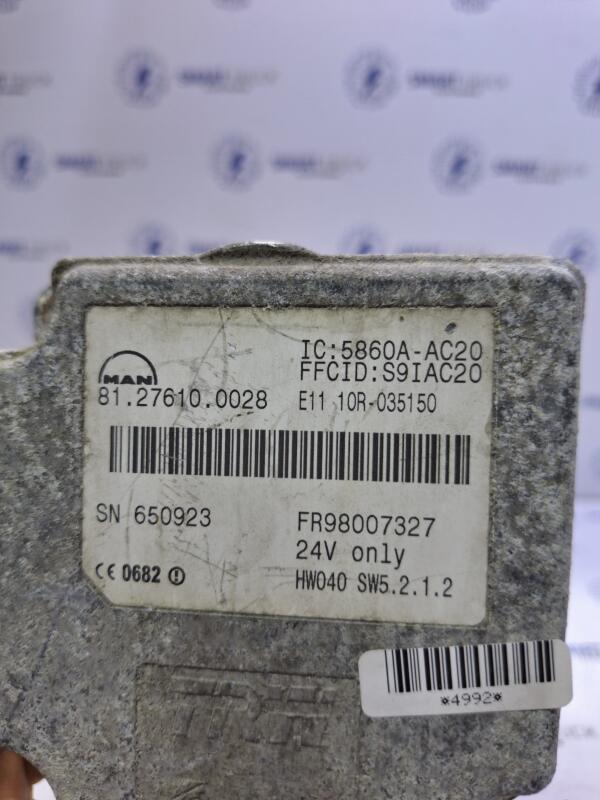 MAN
IC:5860A-AC20
FFCID:S9IAC20
81.27610.0028
E11 10R-035150
SN 650923
FR98007327
24V only
CE 0682
HW040 SW5.2.1.2
*4992*